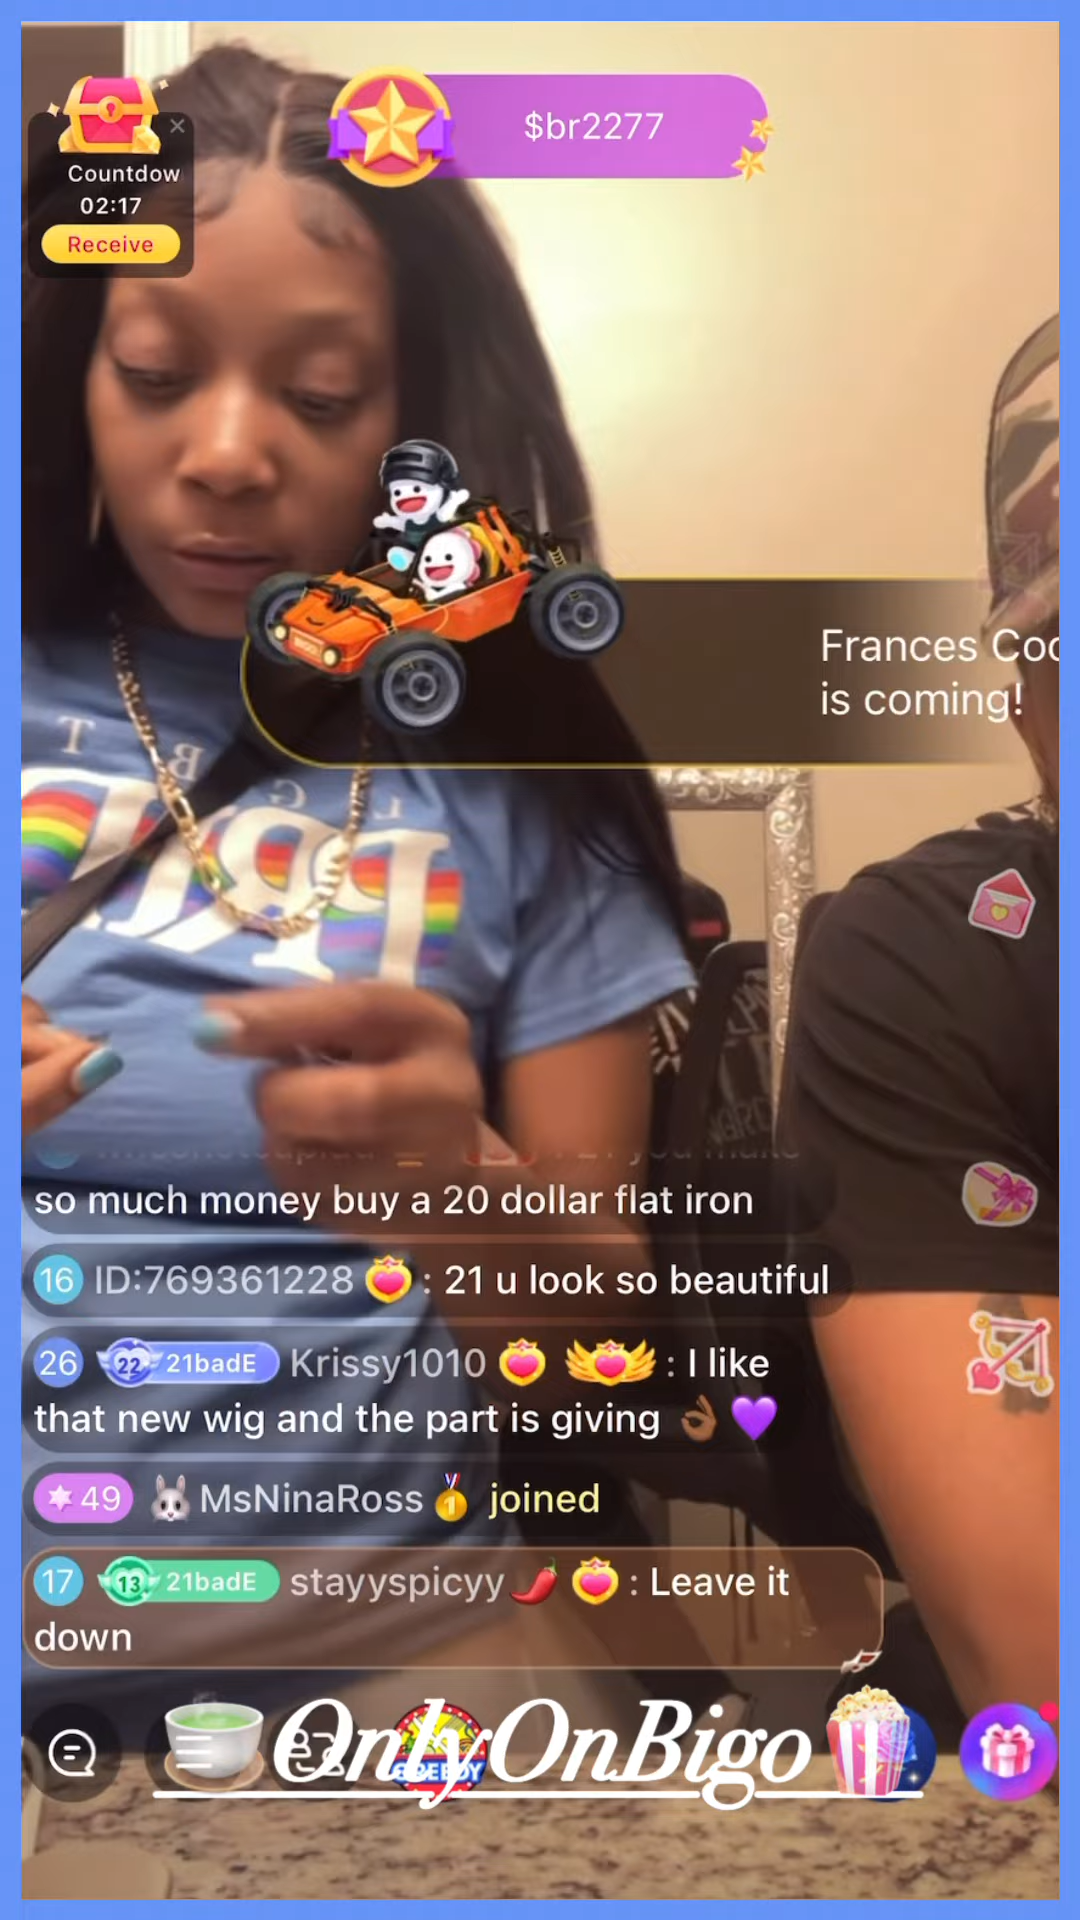 $br2277
Countdow
02:17
Receive
Frances Coo
is coming!
L G B T
so much money buy a 20 dollar flat iron
16 ID:769361228 : 21 u look so beautiful
26 22 21badE Krissy1010 : I like
that new wig and the part is giving 👌🏾 💜
49 🐰 MsNinaRoss🏅 joined
17 13 21badE stayyspicyy🌶️ : Leave it
down
🍵 OnlyOnBigo 🍿
GREEDY